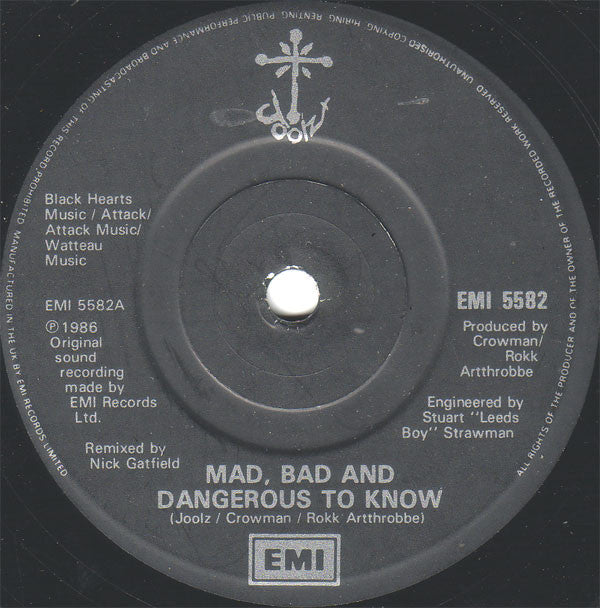 UNAUTHORISED COPYING HIRING RENTING PUBLIC PERFORMANCE AND BROADCASTING OF THIS RECORD PROHIBITED MANUFACTURED IN THE UK BY EMI RECORDS LIMITED
ALL RIGHTS OF THE PRODUCER AND OF THE OWNER OF THE RECORDED WORK RESERVED
Black Hearts
Music / Attack/
Attack Music/
Watteau
Music
EMI 5582A
℗ 1986
Original
sound
recording
made by
EMI Records
Ltd.
Remixed by
Nick Gatfield
EMI 5582
Produced by
Crowman/
Rokk
Artthrobbe
Engineered by
Stuart "Leeds
Boy" Strawman
MAD, BAD AND
DANGEROUS TO KNOW
(Joolz / Crowman / Rokk Artthrobbe)
EMI